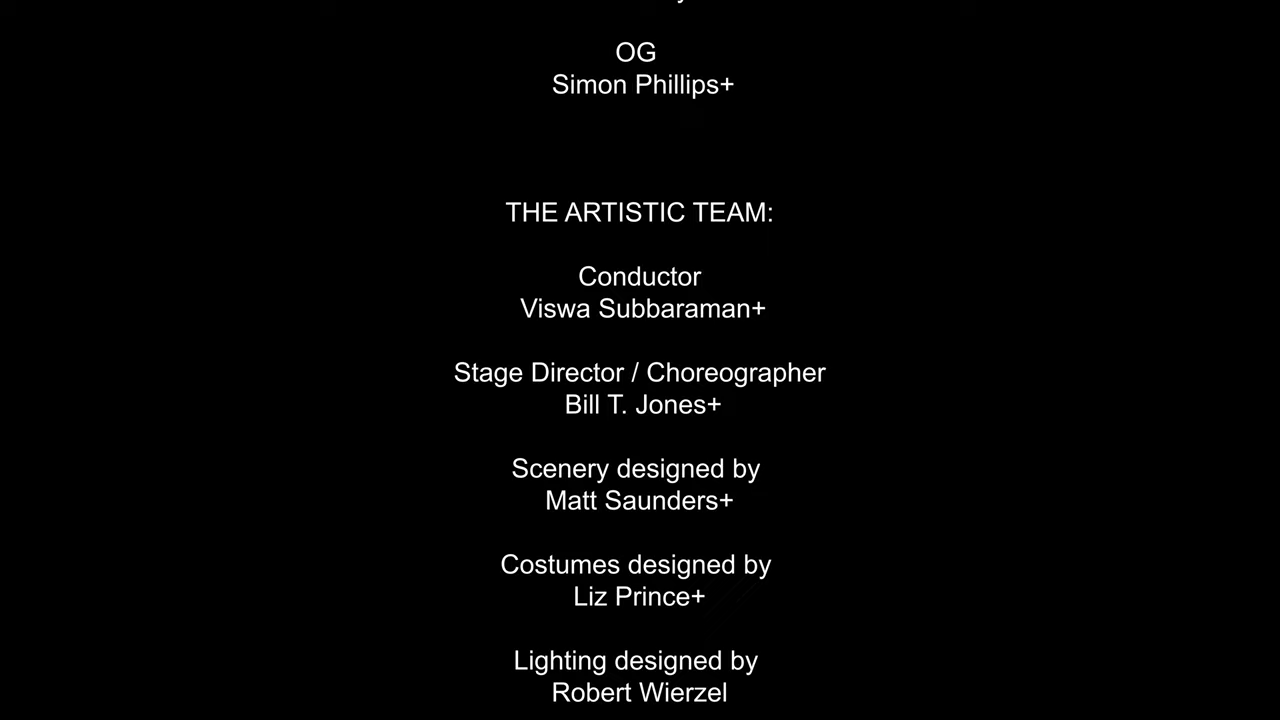 OG
Simon Phillips+
THE ARTISTIC TEAM:
Conductor
Viswa Subbaraman+
Stage Director / Choreographer
Bill T. Jones+
Scenery designed by
Matt Saunders+
Costumes designed by
Liz Prince+
Lighting designed by
Robert Wierzel